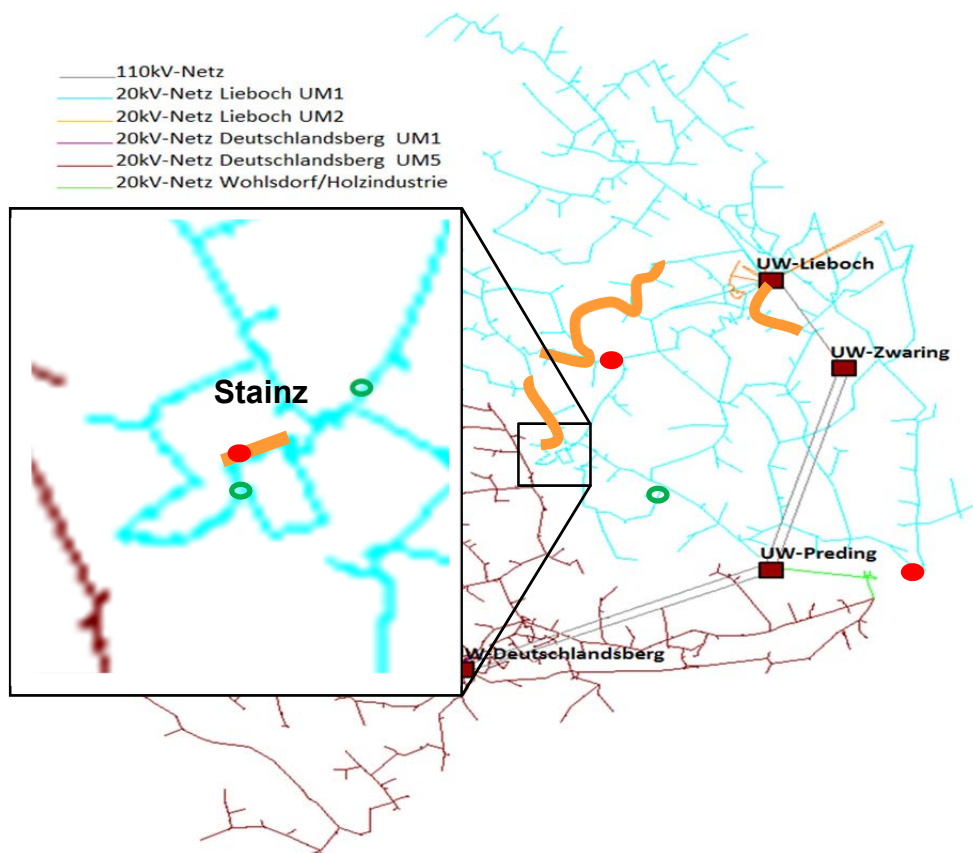 110kV-Netz
20kV-Netz Lieboch UM1
20kV-Netz Lieboch UM2
20kV-Netz Deutschlandsberg UM1
20kV-Netz Deutschlandsberg UM5
20kV-Netz Wohlsdorf/Holzindustrie
UW-Lieboch
UW-Zwaring
Stainz
UW-Preding
W-Deutschlandsberg